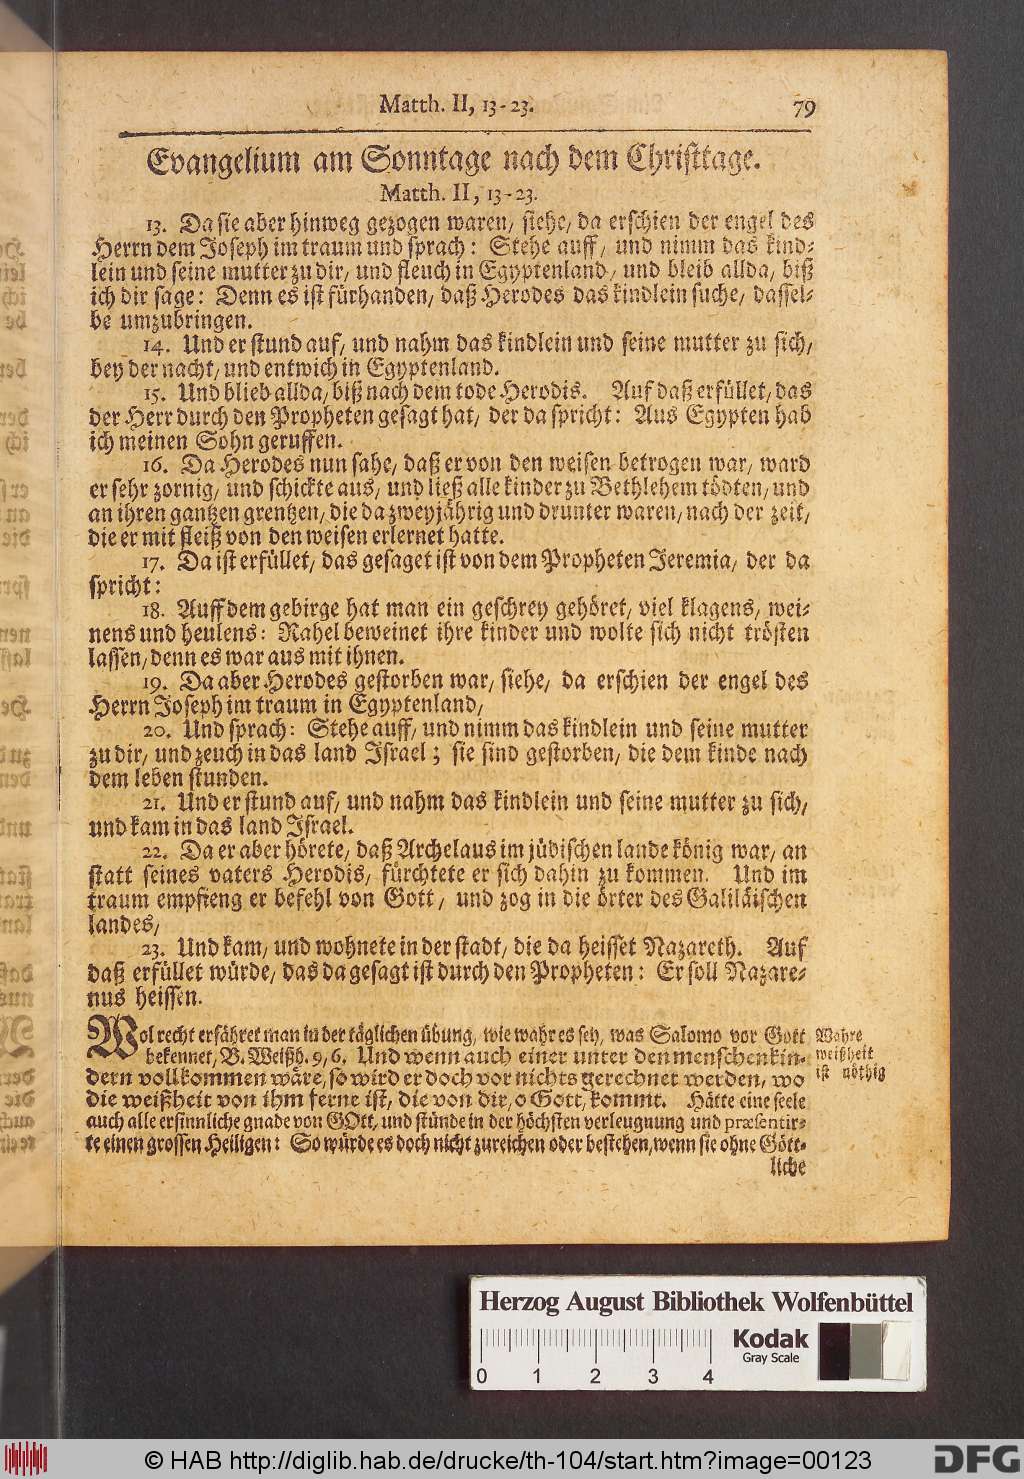 Matth. II, 13-23. 79
Evangelium am Sonntage nach dem Christtage.
Matth. II, 13-23.
13. Da sie aber hinweg gezogen waren/ siehe/ da erschien der engel des
Herrn dem Joseph im traum und sprach: Stehe auff/ und nimm das kind-
lein und seine mutter zu dir/ und fleuch in Egyptenland/ und bleib allda/ biß
ich dir sage: Denn es ist fürhanden/ daß Herodes das kindlein suche/ dassel-
be umzubringen.
14. Und er stund auf/ und nahm das kindlein und seine mutter zu sich/
bey der nacht/ und entwich in Egyptenland.
15. Und blieb allda/ biß nach dem tode Herodis. Auf daß erfüllet/ das
der Herr durch den Propheten gesagt hat/ der da spricht: Aus Egypten hab
ich meinen Sohn geruffen.
16. Da Herodes nun sahe/ daß er von den weisen betrogen war/ ward
er sehr zornig/ und schickte aus/ und ließ alle kinder zu Bethlehem tödten/ und
an ihren gantzen grentzen/ die da zweyjährig und drunter waren/ nach der zeit/
die er mit fleiß von den weisen erlernet hatte.
17. Da ist erfüllet/ das gesaget ist von dem Propheten Jeremia/ der da
spricht:
18. Auff dem gebirge hat man ein geschrey gehöret/ viel klagens/ wei-
nens und heulens: Rahel beweinet ihre kinder und wolte sich nicht trösten
lassen/ denn es war aus mit ihnen.
19. Da aber Herodes gestorben war/ siehe/ da erschien der engel des
Herrn Joseph im traum in Egyptenland/
20. Und sprach: Stehe auff/ und nimm das kindlein und seine mutter
zu dir/ und zeuch in das land Israel; sie sind gestorben/ die dem kinde nach
dem leben stunden.
21. Und er stund auf/ und nahm das kindlein und seine mutter zu sich/
und kam in das land Israel.
22. Da er aber hörete/ daß Archelaus im jüdischen lande könig war/ an
statt seines vaters Herodis/ fürchtete er sich dahin zu kommen. Und im
traum empfieng er befehl von Gott/ und zog in die örter des Galiläischen
landes/
23. Und kam/ und wohnete in der stadt/ die da heisset Nazareth. Auf
daß erfüllet würde/ das da gesagt ist durch den Propheten: Er soll Nazare-
nus heissen.
Wol recht erfähret man in der täglichen übung/ wie wahr es sey/ was Salomo vor Gott
bekennet/ B. Weißh. 9, 6. Und wenn auch einer unter den menschenkin-
dern vollkommen wäre/ so wird er doch vor nichts gerechnet werden/ wo
die weißheit von ihm ferne ist/ die von dir/ o Gott/ kommt. Hätte eine seele
auch alle ersinnliche gnade von GOtt/ und stünde in der höchsten verleugnung und præsentir-
te einen grossen Heiligen: So würde es doch nicht zureichen oder bestehen/ wenn sie ohne Gött-
liche
Wahre
weißheit
ist nöthig
Herzog August Bibliothek Wolfenbüttel
Kodak
Gray Scale
0 1 2 3 4
© HAB http://diglib.hab.de/drucke/th-104/start.htm?image=00123
DFG